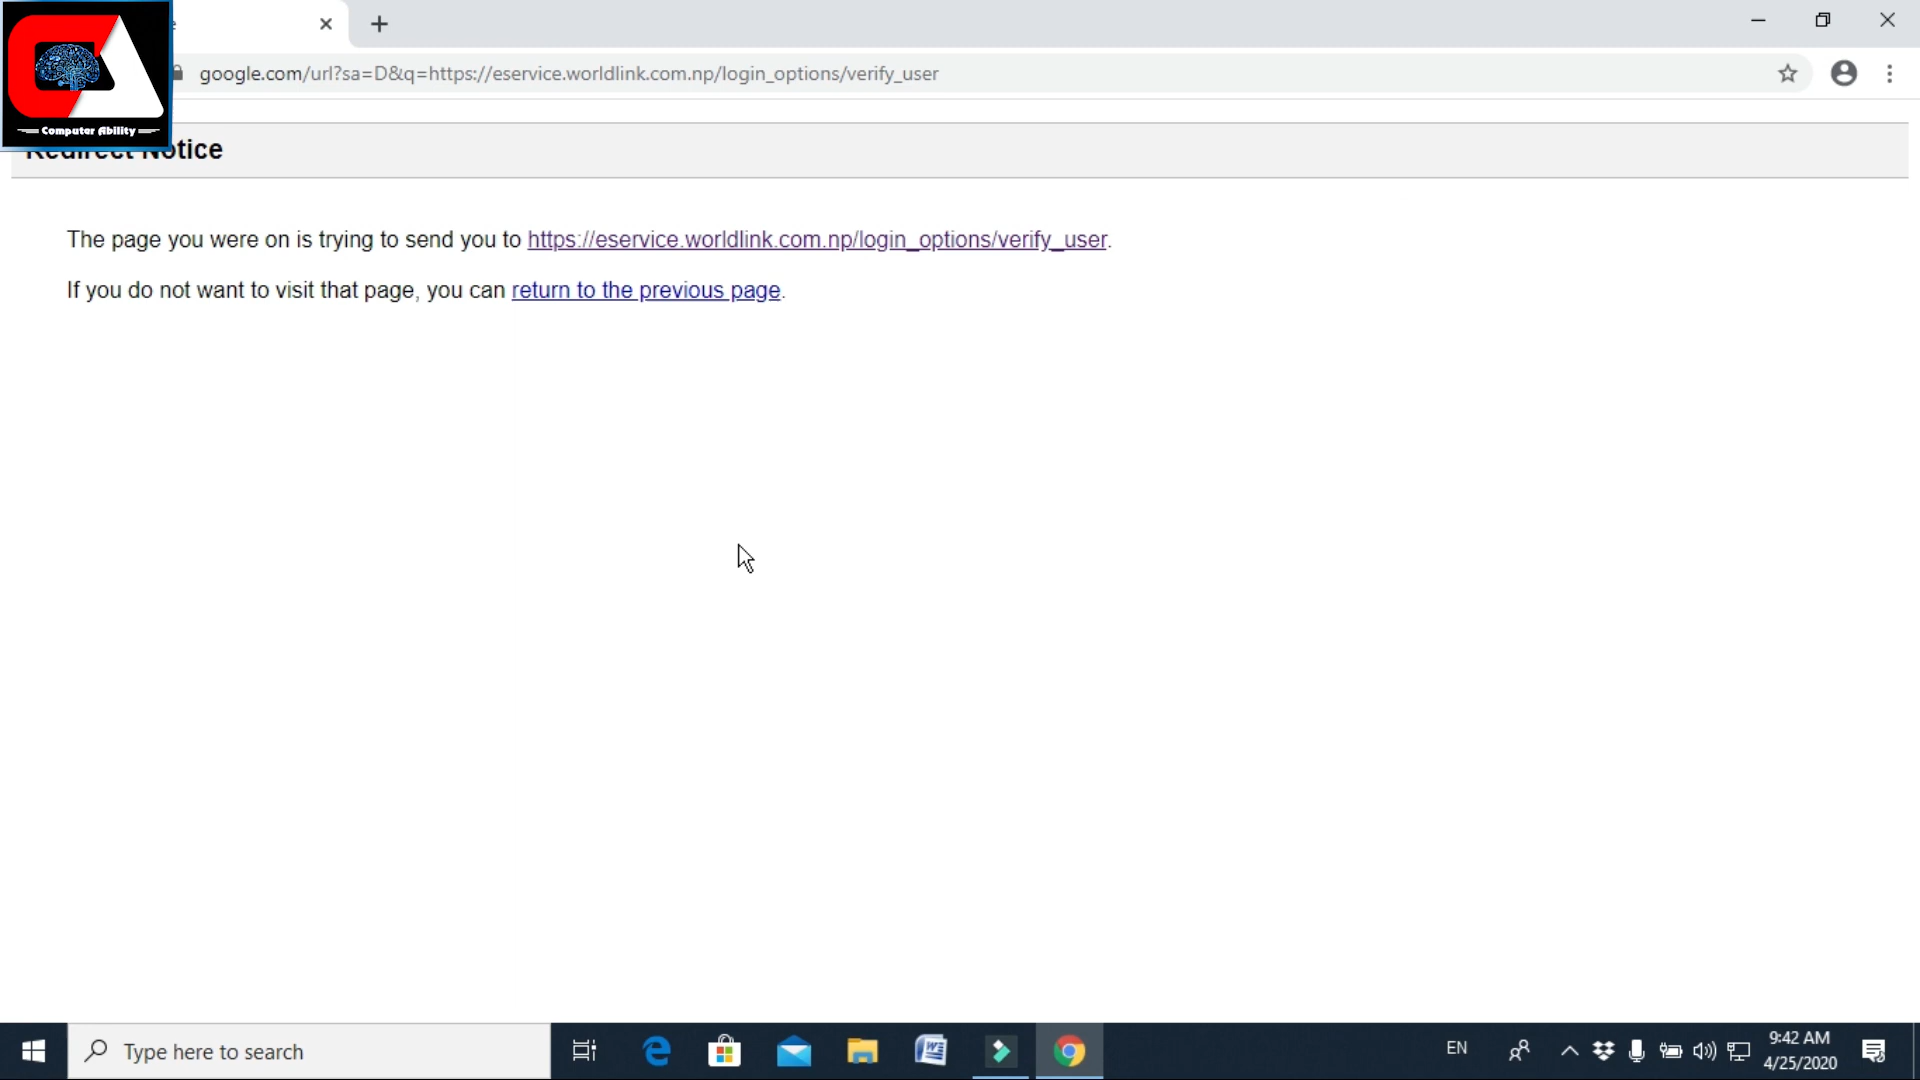 google.com/url?sa=D&q=https://eservice.worldlink.com.np/login_options/verify_user
Computer Ability
Redirect Notice
The page you were on is trying to send you to https://eservice.worldlink.com.np/login_options/verify_user.
If you do not want to visit that page, you can return to the previous page.
Type here to search
EN
9:42 AM
4/25/2020